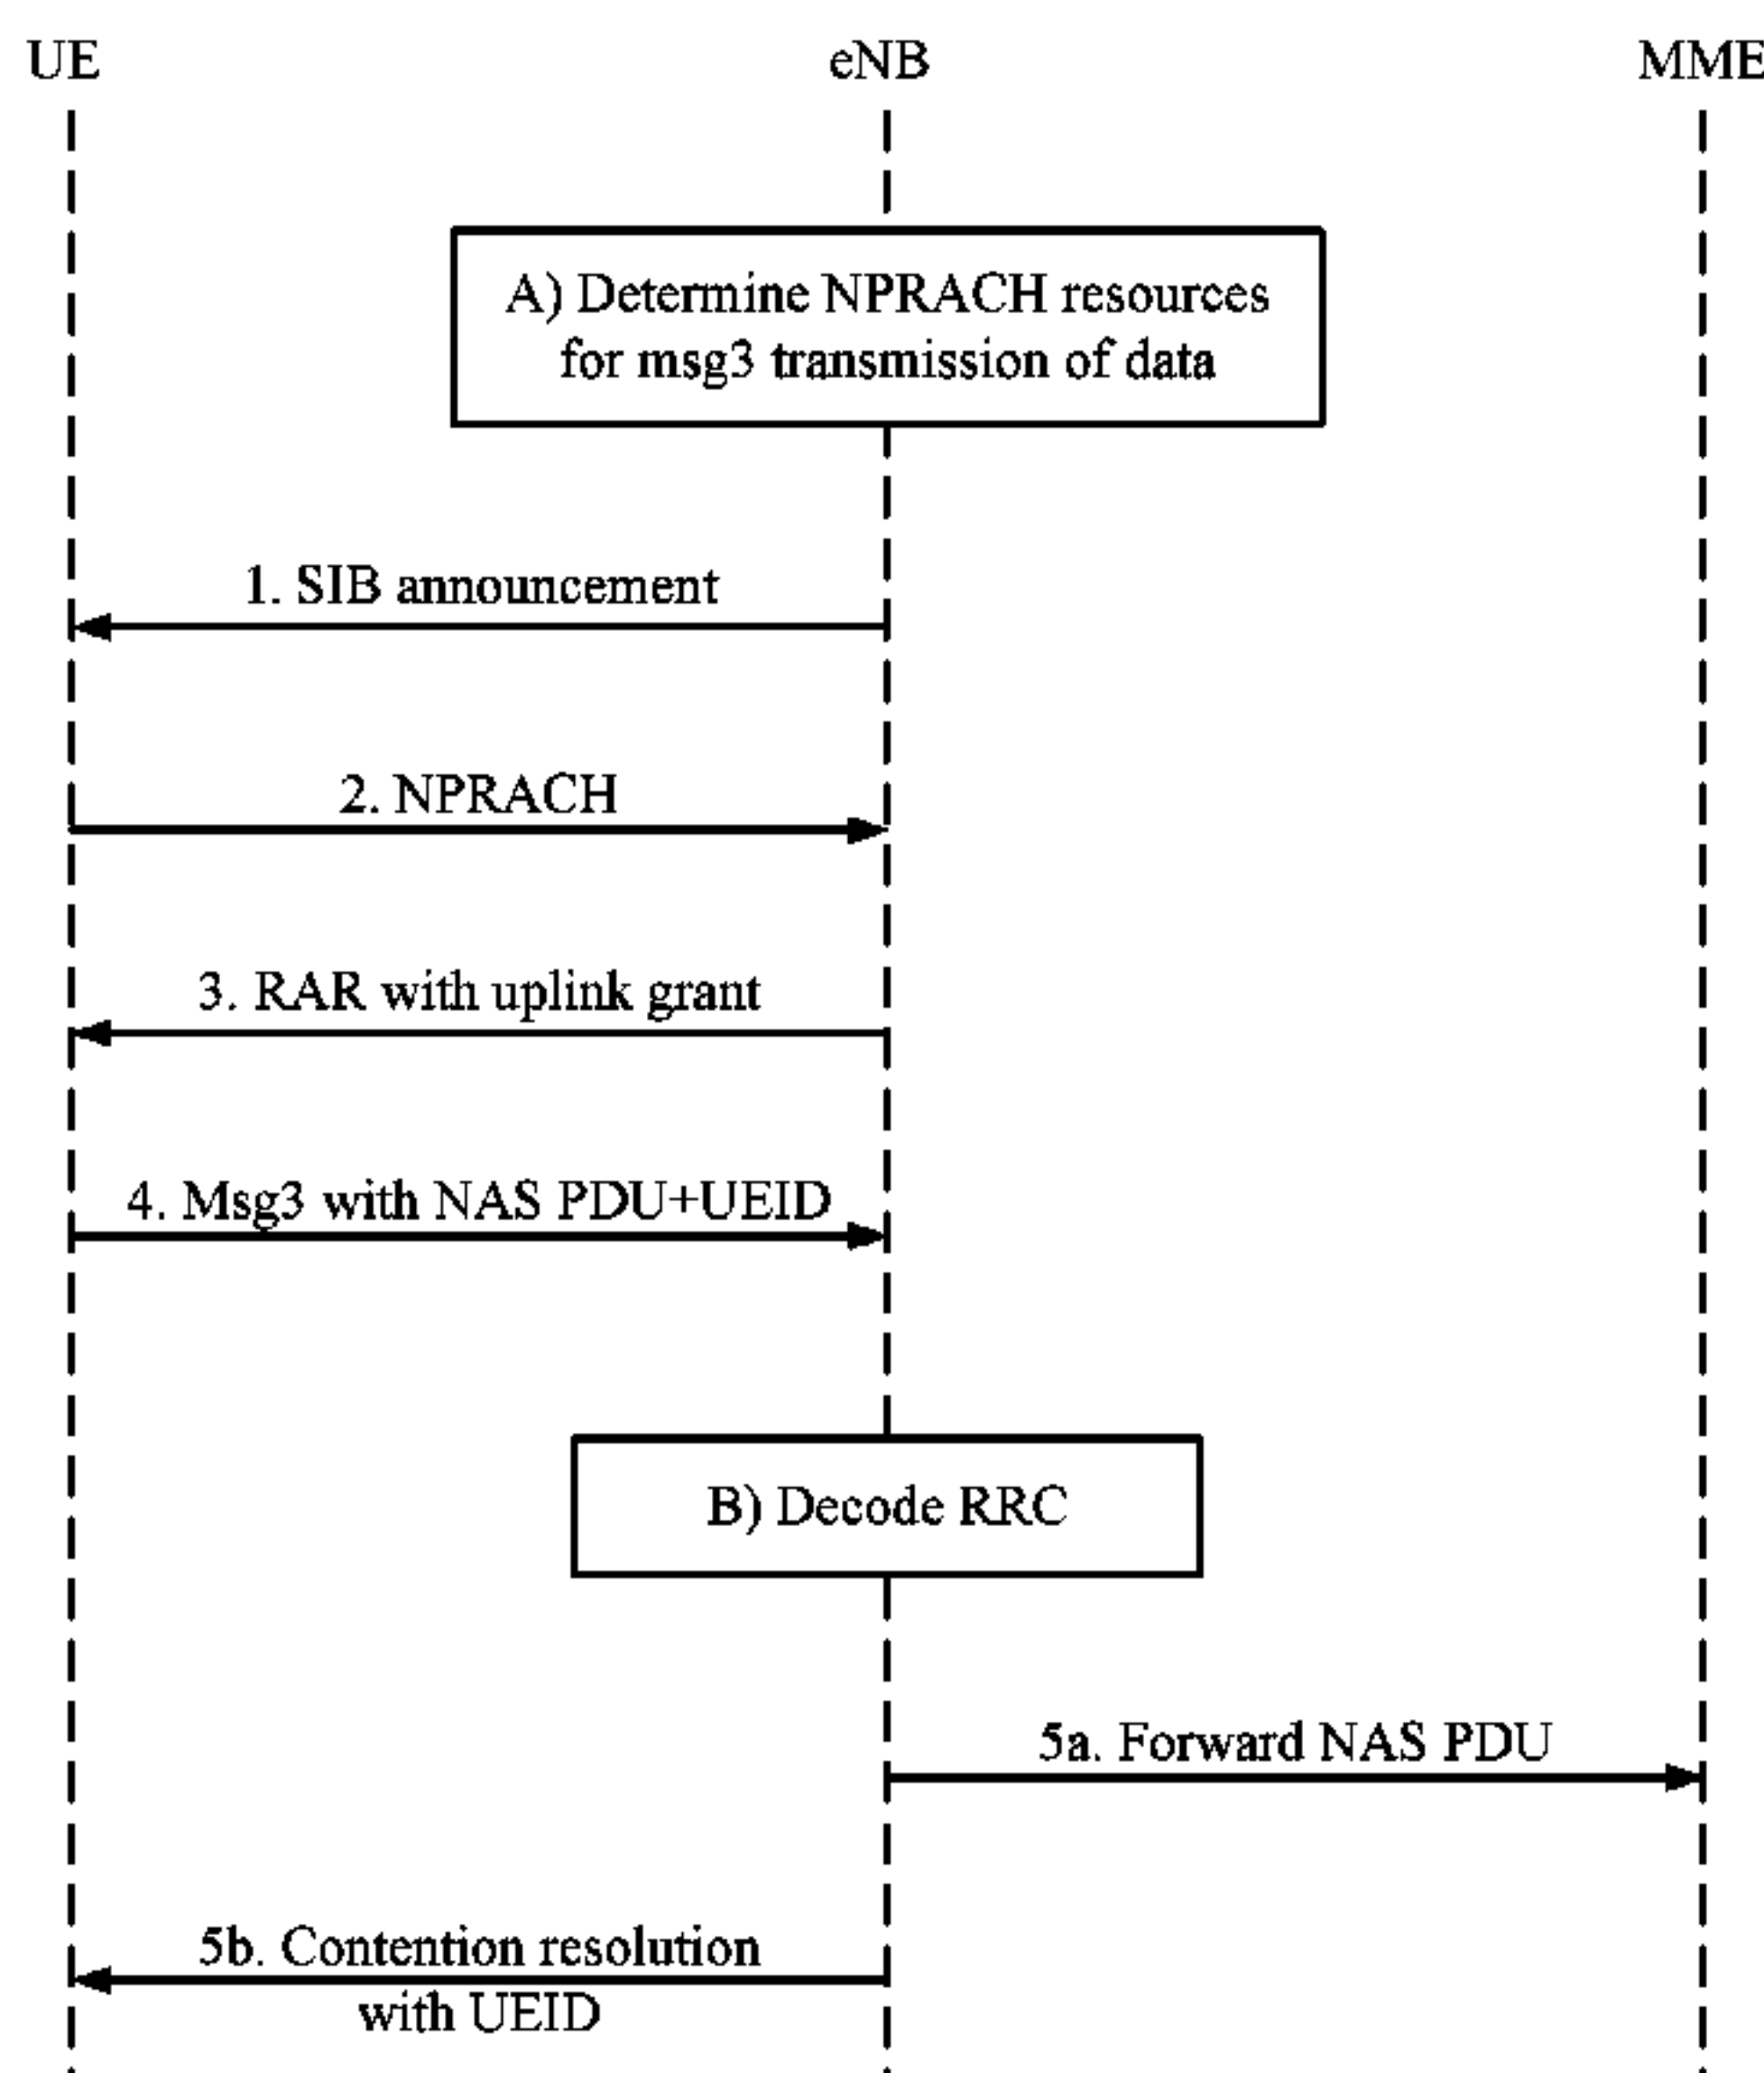 UE
eNB
MME
A) Determine NPRACH resources
for msg3 transmission of data
1. SIB announcement
2. NPRACH
3. RAR with uplink grant
4. Msg3 with NAS PDU+UEID
B) Decode RRC
5a. Forward NAS PDU
5b. Contention resolution
with UEID